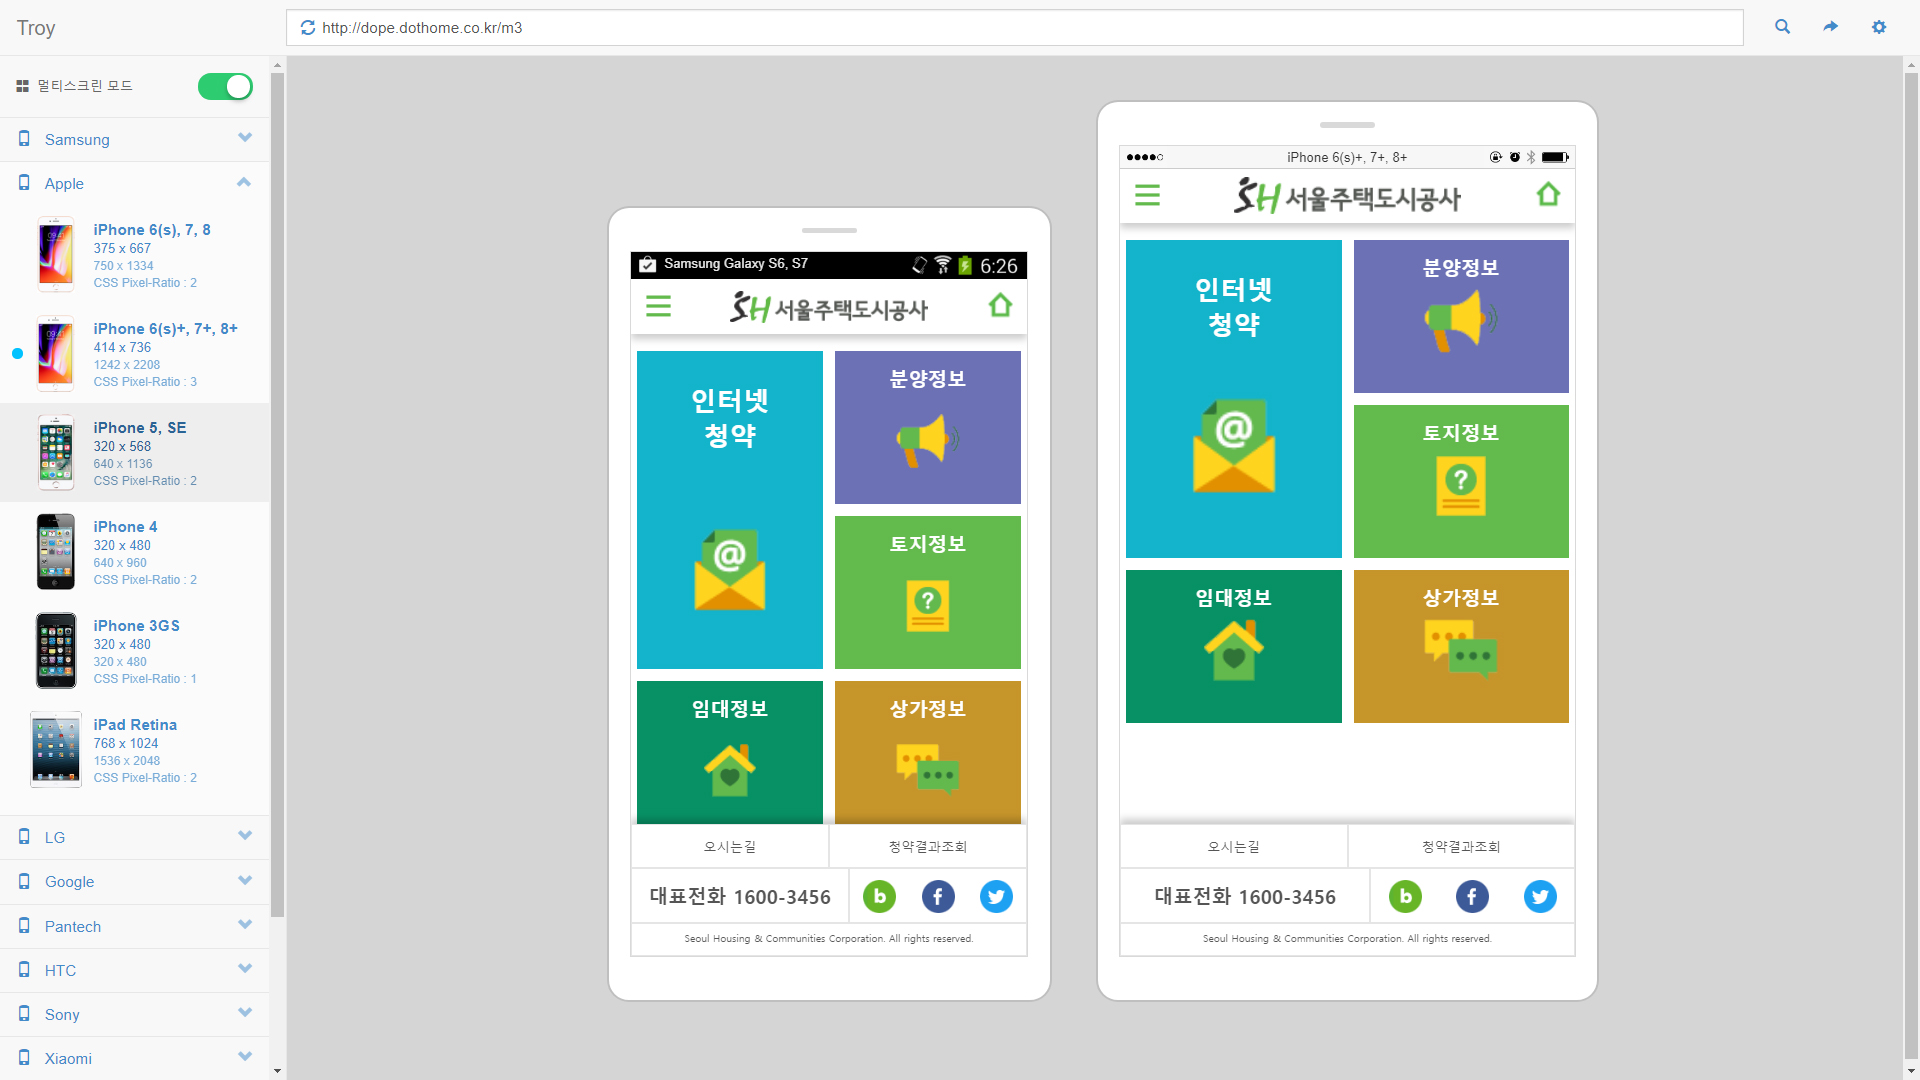 Troy
http://dope.dothome.co.kr/m3
멀티스크린 모드
Samsung
Apple
iPhone 6(s), 7, 8
375 x 667
750 x 1334
CSS Pixel-Ratio : 2
iPhone 6(s)+, 7+, 8+
414 x 736
1242 x 2208
CSS Pixel-Ratio : 3
iPhone 5, SE
320 x 568
640 x 1136
CSS Pixel-Ratio : 2
iPhone 4
320 x 480
640 x 960
CSS Pixel-Ratio : 2
iPhone 3GS
320 x 480
320 x 480
CSS Pixel-Ratio : 1
iPad Retina
768 x 1024
1536 x 2048
CSS Pixel-Ratio : 2
LG
Google
Pantech
HTC
Sony
Xiaomi
Samsung Galaxy S6, S7
6:26
SH 서울주택도시공사
인터넷
청약
분양정보
토지정보
임대정보
상가정보
오시는길
청약결과조회
대표전화 1600-3456
Seoul Housing & Communities Corporation. All rights reserved.
iPhone 6(s)+, 7+, 8+
SH 서울주택도시공사
인터넷
청약
분양정보
토지정보
임대정보
상가정보
오시는길
청약결과조회
대표전화 1600-3456
Seoul Housing & Communities Corporation. All rights reserved.